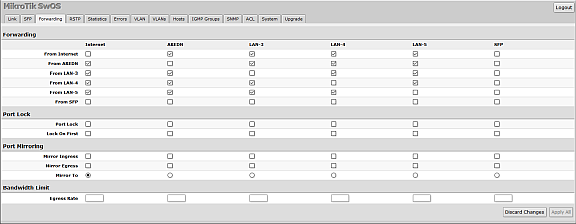 MikroTik SwOS
Logout
Link SFP Forwarding RSTP Statistics Errors VLAN VLANs Hosts IGMP Groups SNMP ACL System Upgrade
Forwarding
Internet ABEDN LAN-3 LAN-4 LAN-5 SFP
From Internet
From ABEDN
From LAN-3
From LAN-4
From LAN-5
From SFP
Port Lock
Port Lock
Lock On First
Port Mirroring
Mirror Ingress
Mirror Egress
Mirror To
Bandwidth Limit
Egress Rate
Discard Changes Apply All